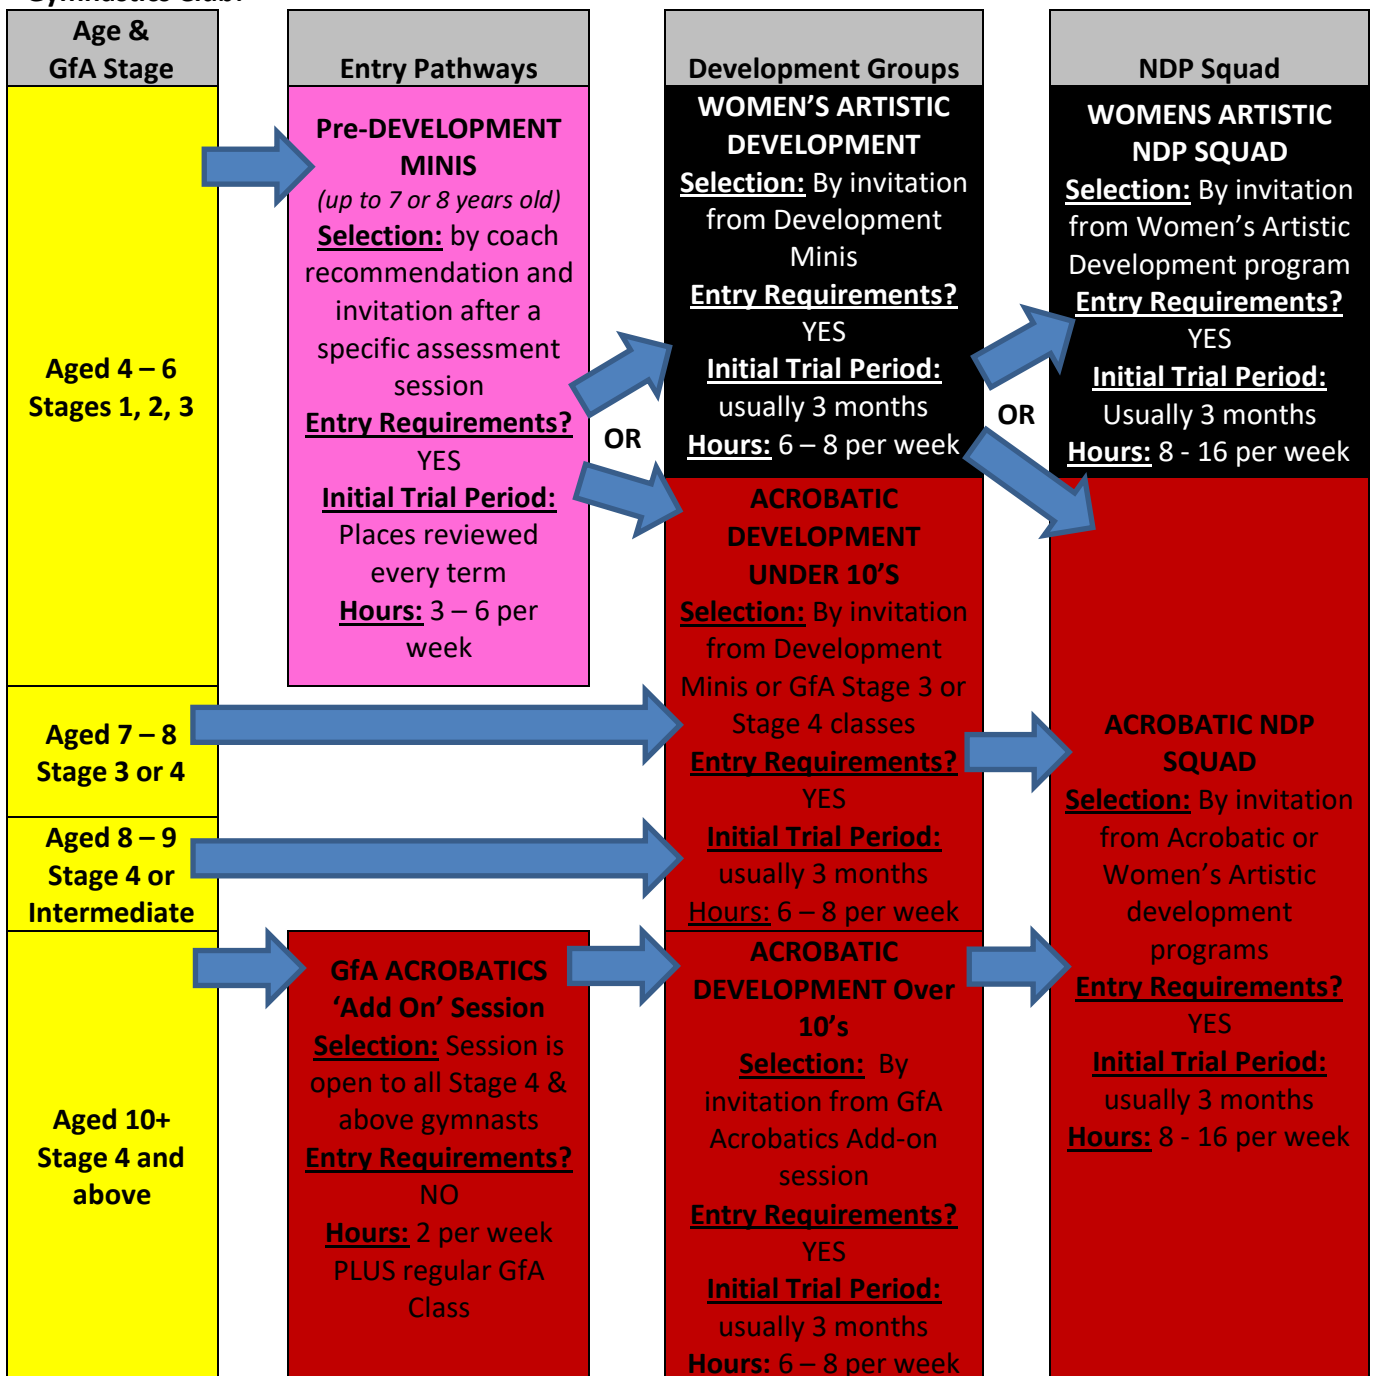 Gymnastics Club:
Age &
GfA Stage
Entry Pathways
Development Groups
NDP Squad
Aged 4 – 6
Stages 1, 2, 3
Pre-DEVELOPMENT
MINIS
(up to 7 or 8 years old)
Selection: by coach
recommendation and
invitation after a
specific assessment
session
Entry Requirements?
YES
Initial Trial Period:
Places reviewed
every term
Hours: 3 – 6 per
week
OR
WOMEN’S ARTISTIC
DEVELOPMENT
Selection: By invitation
from Development
Minis
Entry Requirements?
YES
Initial Trial Period:
usually 3 months
Hours: 6 – 8 per week
OR
WOMENS ARTISTIC
NDP SQUAD
Selection: By invitation
from Women’s Artistic
Development program
Entry Requirements?
YES
Initial Trial Period:
Usually 3 months
Hours: 8 - 16 per week
Aged 7 – 8
Stage 3 or 4
Aged 8 – 9
Stage 4 or
Intermediate
ACROBATIC
DEVELOPMENT
UNDER 10’S
Selection: By invitation
from Development
Minis or GfA Stage 3 or
Stage 4 classes
Entry Requirements?
YES
Initial Trial Period:
usually 3 months
Hours: 6 – 8 per week
ACROBATIC NDP
SQUAD
Selection: By invitation
from Acrobatic or
Women’s Artistic
development
programs
Entry Requirements?
YES
Initial Trial Period:
usually 3 months
Hours: 8 - 16 per week
Aged 10+
Stage 4 and
above
GfA ACROBATICS
‘Add On’ Session
Selection: Session is
open to all Stage 4 &
above gymnasts
Entry Requirements?
NO
Hours: 2 per week
PLUS regular GfA
Class
ACROBATIC
DEVELOPMENT Over
10’s
Selection: By
invitation from GfA
Acrobatics Add-on
session
Entry Requirements?
YES
Initial Trial Period:
usually 3 months
Hours: 6 – 8 per week